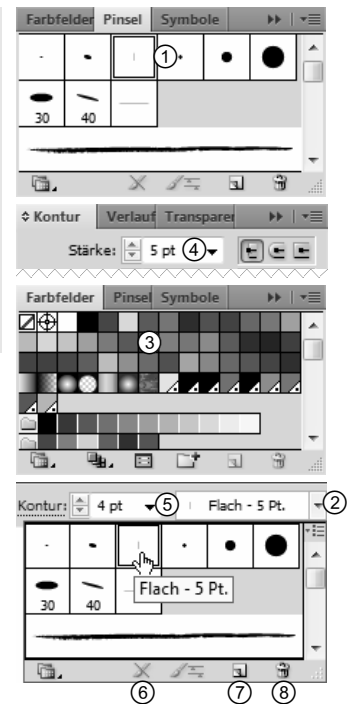 Farbfelder Pinsel Symbole
①
30 40
Kontur Verlauf Transparen
Stärke: 5 pt ④
Farbfelder Pinsel Symbole
③
Kontur: 4 pt ⑤ Flach - 5 Pt. ②
Flach - 5 Pt.
30 40
⑥ ⑦ ⑧